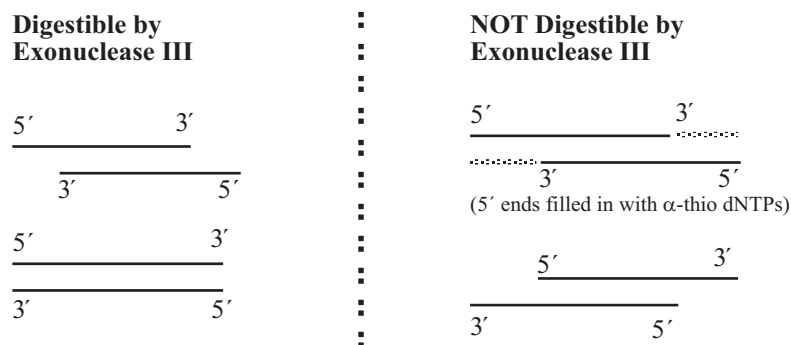 Digestible by
Exonuclease III
5´ 3´
3´ 5´
5´ 3´
3´ 5´
NOT Digestible by
Exonuclease III
5´ 3´
3´ 5´
(5´ ends filled in with α-thio dNTPs)
5´ 3´
3´ 5´